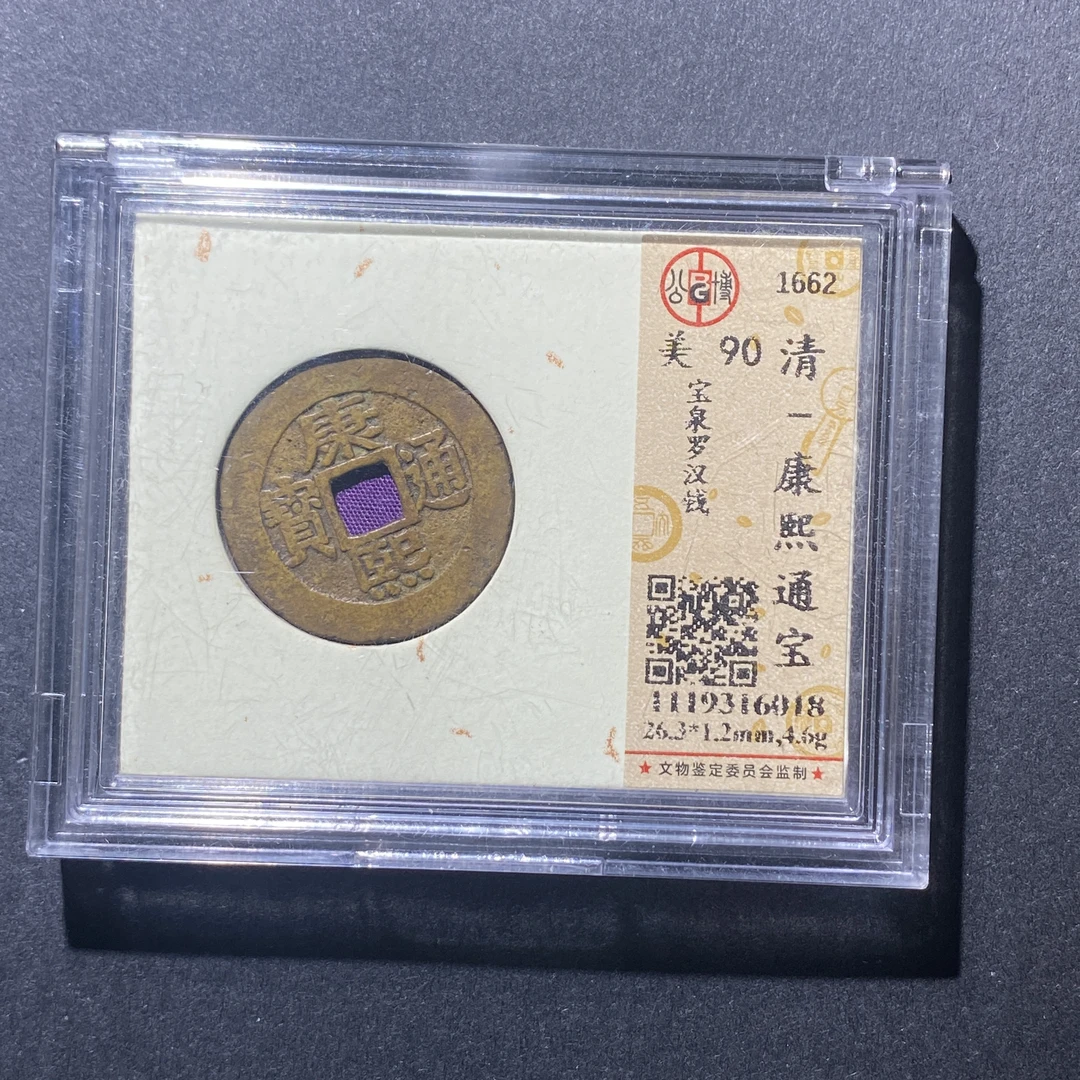 康熙通寶
公博
BG
1662
美 90
清一康熙通宝
宝泉罗汉钱
1119316018
26.3*1.2mm,4.6g
★文物鉴定委员会监制★